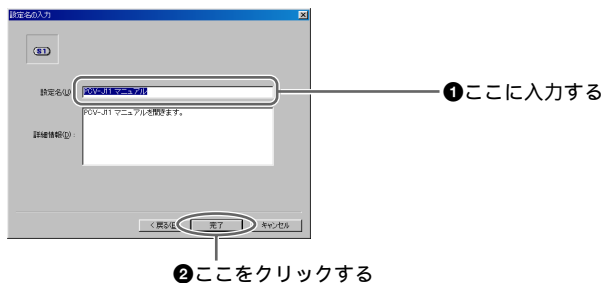 設定名の入力
S1
設定名(U)
PCV-J11 マニュアル
❶ここに入力する
PCV-J11 マニュアルを開きます。
詳細情報(D):
< 戻る(B)
完了
キャンセル
❷ここをクリックする